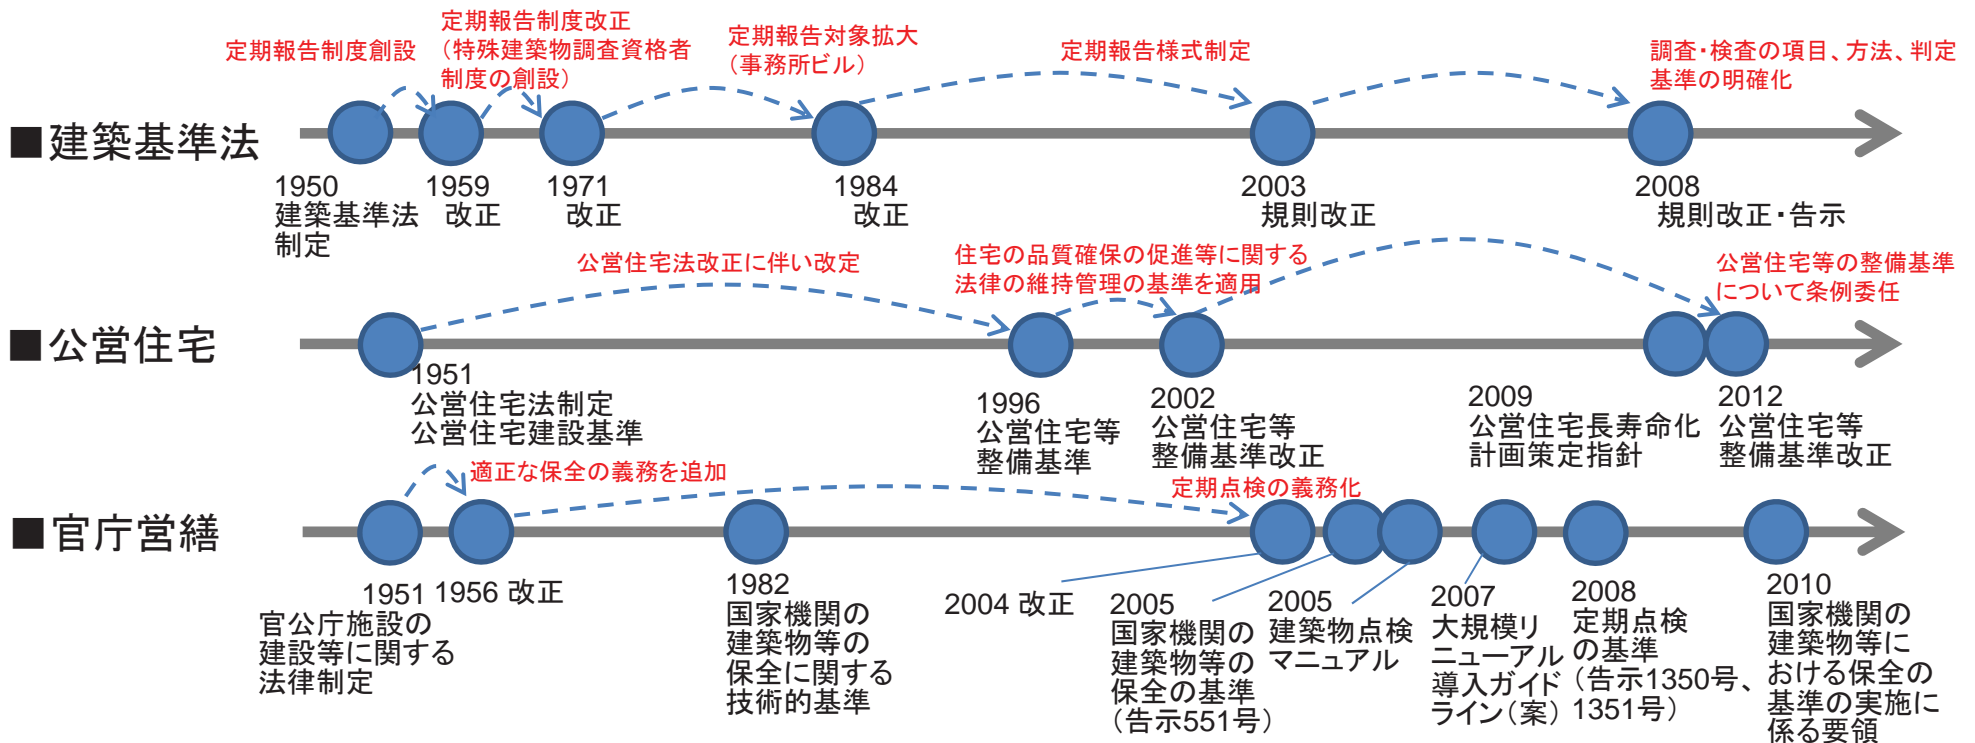 定期報告制度創設
定期報告制度改正
（特殊建築物調査資格者
制度の創設）
定期報告対象拡大
（事務所ビル）
定期報告様式制定
調査・検査の項目、方法、判定
基準の明確化
■建築基準法
1950
建築基準法
制定
1959
改正
1971
改正
1984
改正
2003
規則改正
2008
規則改正・告示
公営住宅法改正に伴い改定
住宅の品質確保の促進等に関する
法律の維持管理の基準を適用
公営住宅等の整備基準
について条例委任
■公営住宅
1951
公営住宅法制定
公営住宅建設基準
1996
公営住宅等
整備基準
2002
公営住宅等
整備基準改正
2009
公営住宅長寿命化
計画策定指針
2012
公営住宅等
整備基準改正
適正な保全の義務を追加
定期点検の義務化
■官庁営繕
1951
官公庁施設の
建設等に関する
法律制定
1956 改正
1982
国家機関の
建築物等の
保全に関する
技術的基準
2004 改正
2005
国家機関の
建築物等の
保全の基準
（告示551号）
2005
建築物点検
マニュアル
2007
大規模リ
ニューアル
導入ガイド
ライン（案）
2008
定期点検
の基準
（告示1350号、
1351号）
2010
国家機関の
建築物等に
おける保全の
基準の実施に
係る要領